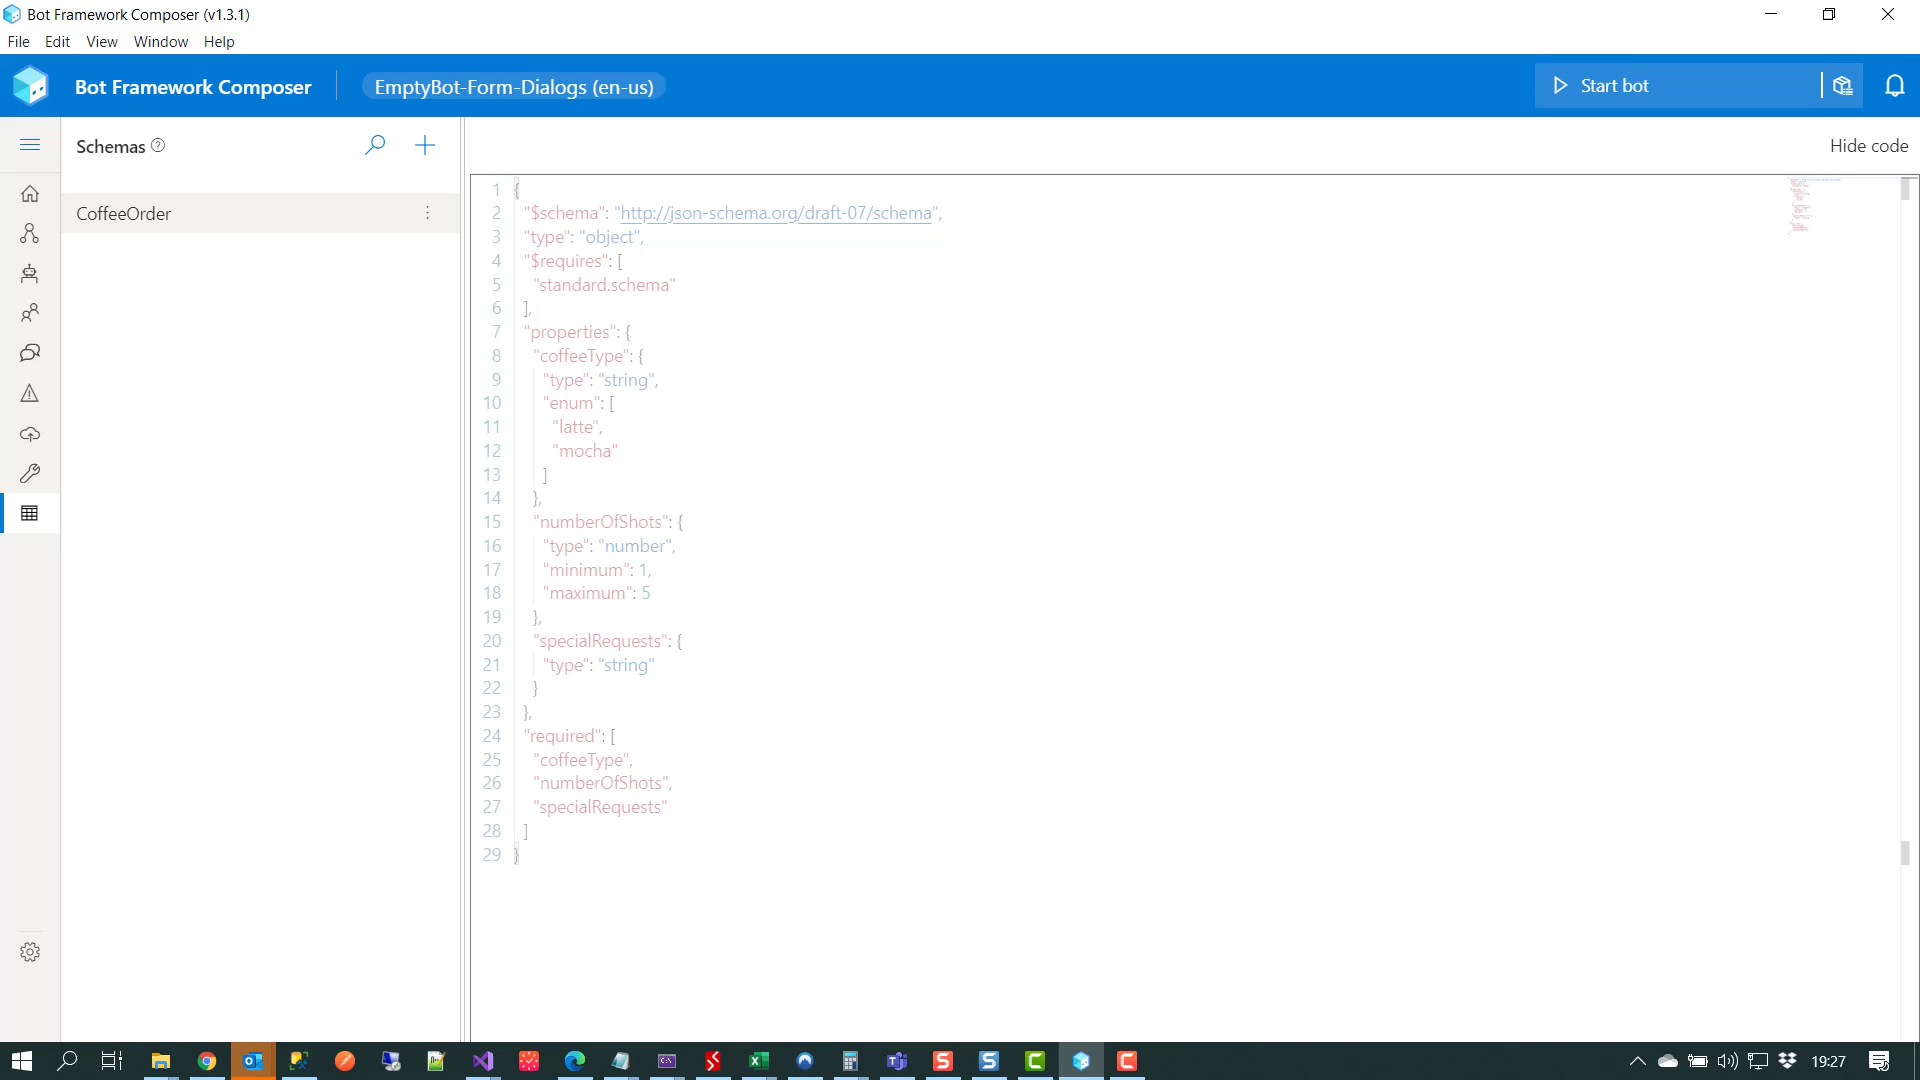 Bot Framework Composer (v1.3.1)
File Edit View Window Help
Bot Framework Composer
EmptyBot-Form-Dialogs (en-us)
Start bot
Schemas
Hide code
CoffeeOrder
1 {
2 "$schema": "http://json-schema.org/draft-07/schema",
3 "type": "object",
4 "$requires": [
5 "standard.schema"
6 ],
7 "properties": {
8 "coffeeType": {
9 "type": "string",
10 "enum": [
11 "latte",
12 "mocha"
13 ]
14 },
15 "numberOfShots": {
16 "type": "number",
17 "minimum": 1,
18 "maximum": 5
19 },
20 "specialRequests": {
21 "type": "string"
22 }
23 },
24 "required": [
25 "coffeeType",
26 "numberOfShots",
27 "specialRequests"
28 ]
29 }
19:27